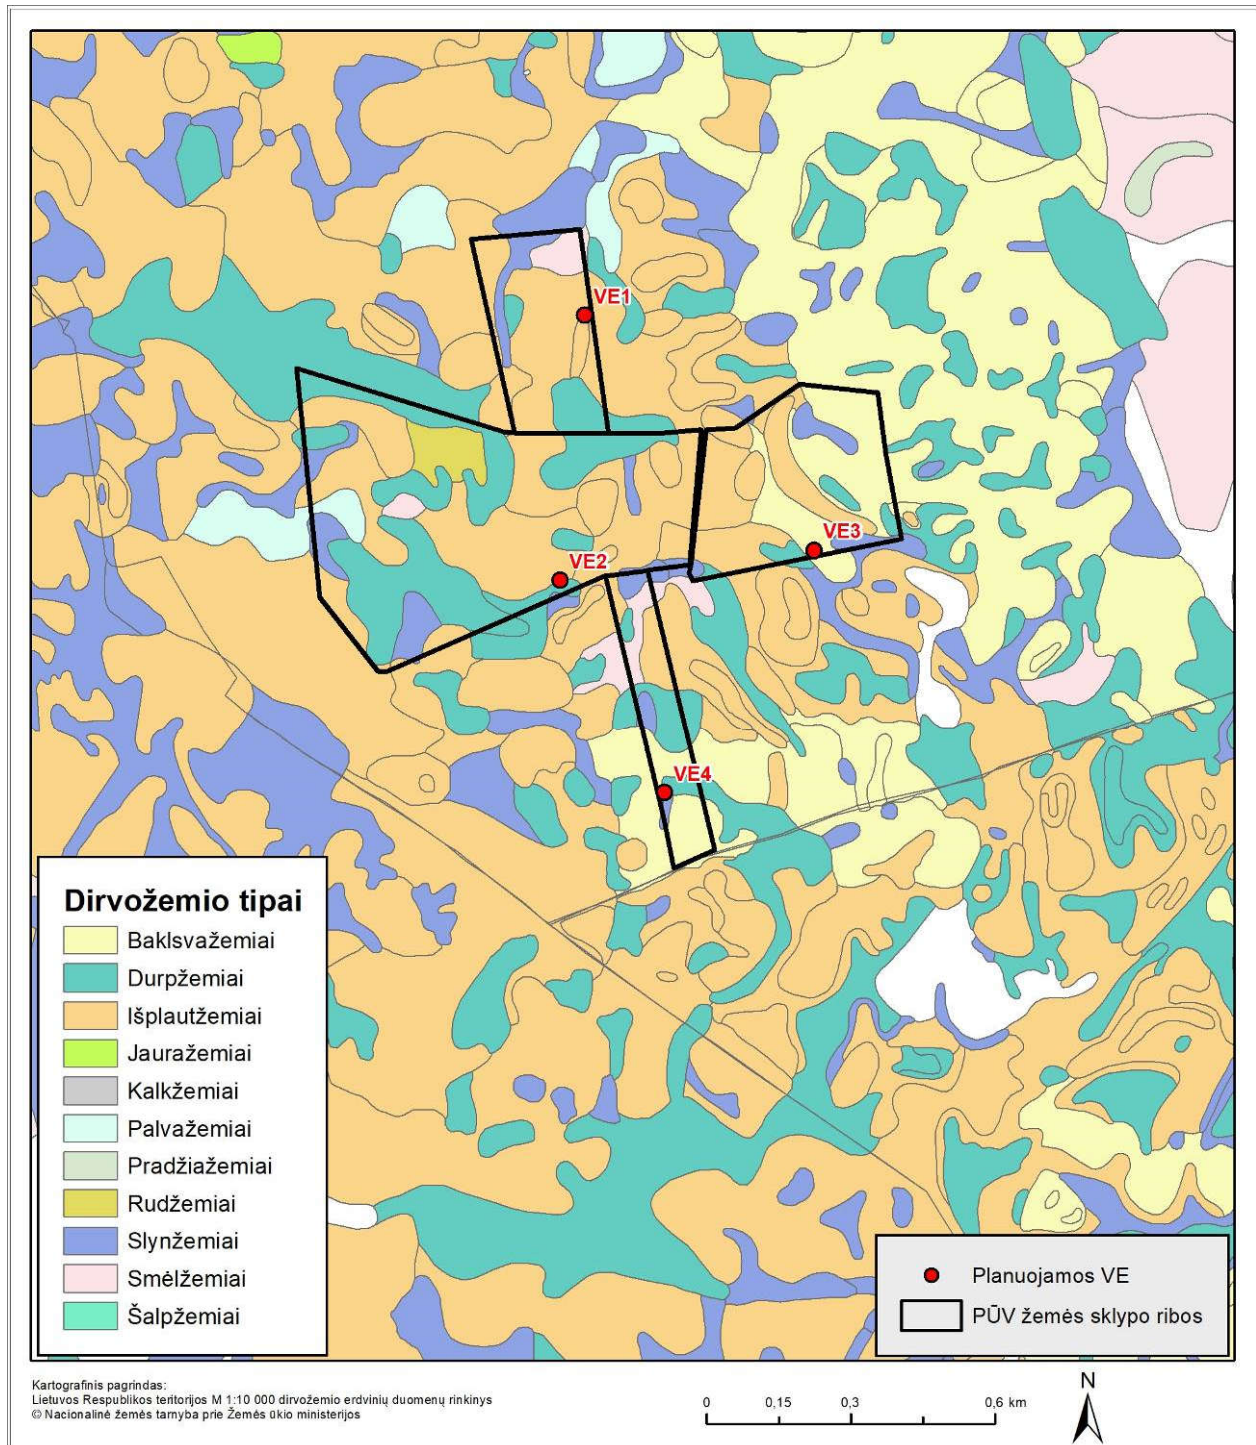 VE1
VE3
VE2
VE4
Dirvožemio tipai
Baklsvažemiai
Durpžemiai
Išplautžemiai
Jauražemiai
Kalkžemiai
Palvažemiai
Pradžiažemiai
Rudžemiai
Slynžemiai
Smėlžemiai
Šalpžemiai
Planuojamos VE
PŪV žemės sklypo ribos
Kartografinis pagrindas:
Lietuvos Respublikos teritorijos M 1:10 000 dirvožemio erdvinių duomenų rinkinys
© Nacionalinė žemės tarnyba prie Žemės ūkio ministerijos
0 0,15 0,3 0,6 km
N